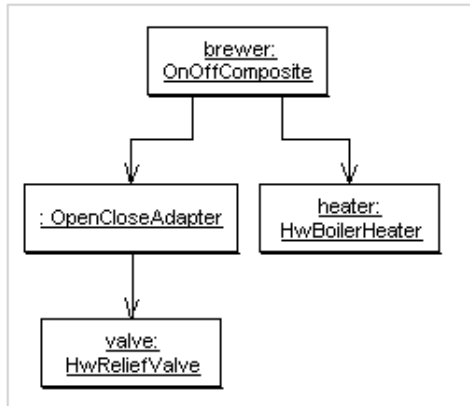 brewer:
OnOffComposite
: OpenCloseAdapter
heater:
HwBoilerHeater
valve:
HwReliefValve